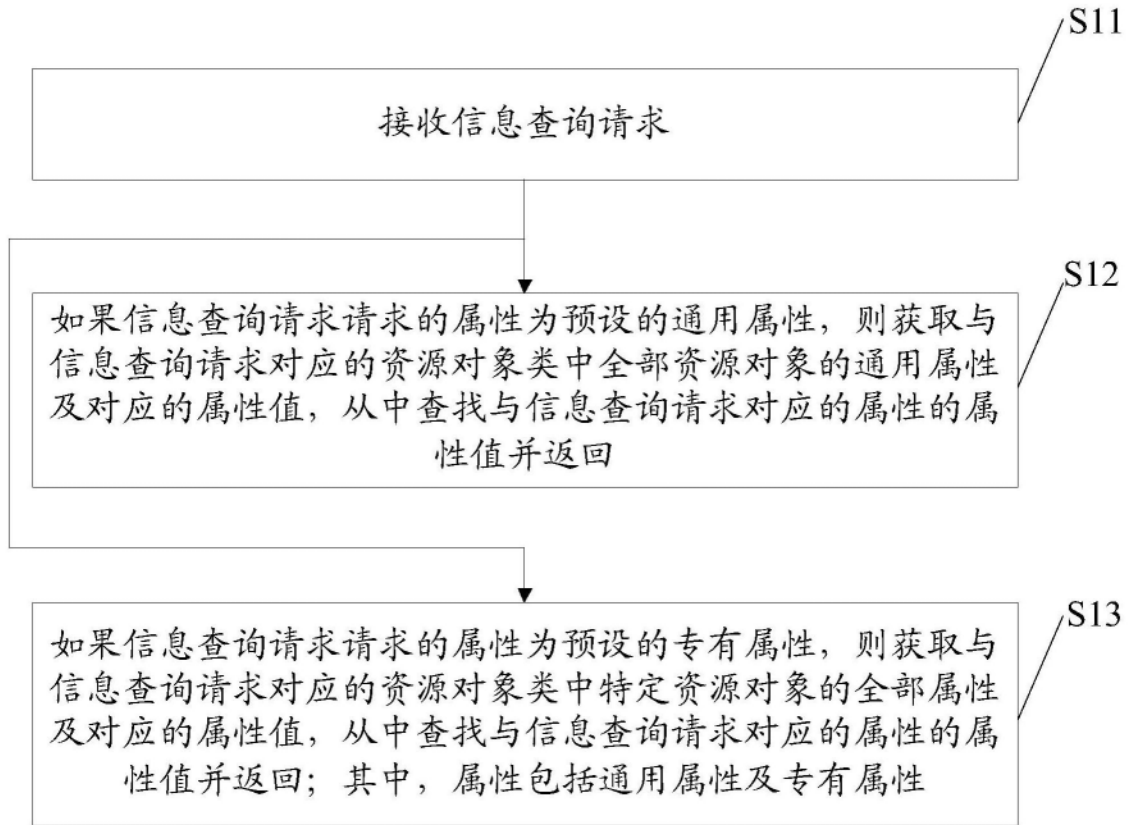 S11
接收信息查询请求
S12
如果信息查询请求请求的属性为预设的通用属性，则获取与
信息查询请求对应的资源对象类中全部资源对象的通用属性
及对应的属性值，从中查找与信息查询请求对应的属性的属
性值并返回
S13
如果信息查询请求请求的属性为预设的专有属性，则获取与
信息查询请求对应的资源对象类中特定资源对象的全部属性
及对应的属性值，从中查找与信息查询请求对应的属性的属
性值并返回；其中，属性包括通用属性及专有属性